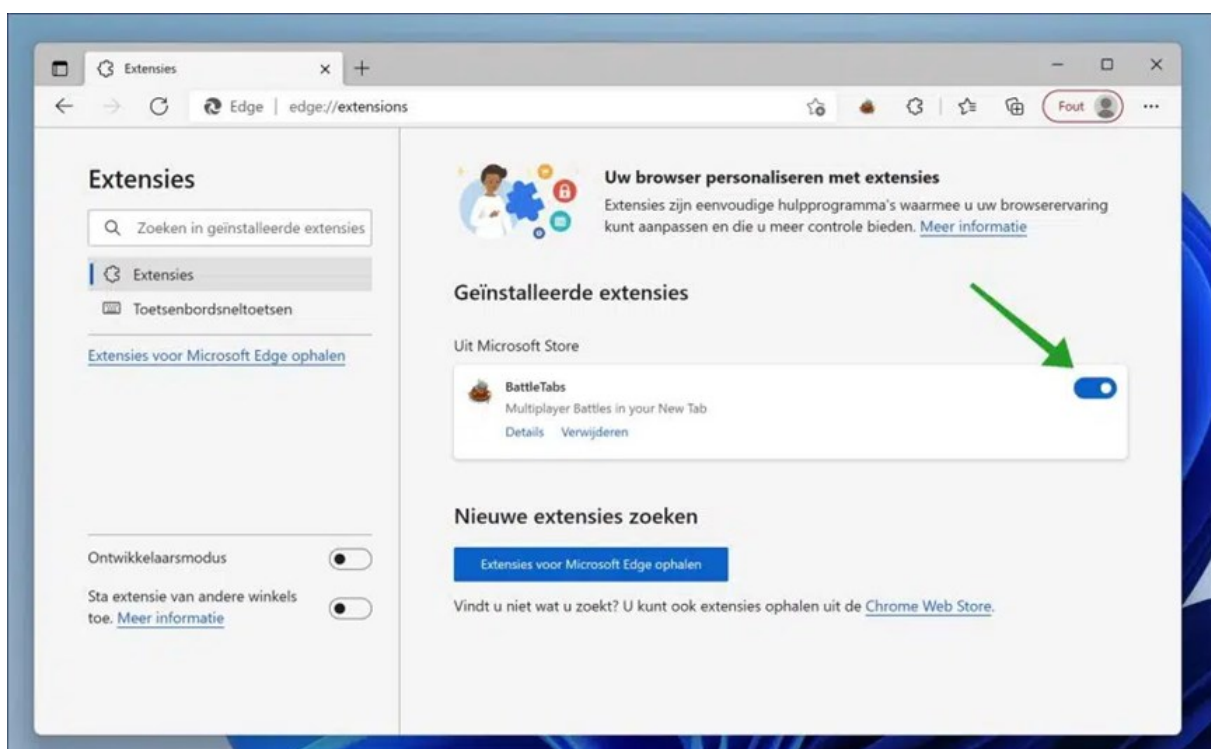 Extensies
Edge | edge://extensions
Fout
Extensies
Zoeken in geïnstalleerde extensies
Extensies
Toetsenbordsneltoetsen
Extensies voor Microsoft Edge ophalen
Ontwikkelaarsmodus
Sta extensie van andere winkels
toe. Meer informatie
Uw browser personaliseren met extensies
Extensies zijn eenvoudige hulpprogramma's waarmee u uw browserervaring
kunt aanpassen en die u meer controle bieden. Meer informatie
Geïnstalleerde extensies
Uit Microsoft Store
BattleTabs
Multiplayer Battles in your New Tab
Details Verwijderen
Nieuwe extensies zoeken
Extensies voor Microsoft Edge ophalen
Vindt u niet wat u zoekt? U kunt ook extensies ophalen uit de Chrome Web Store.